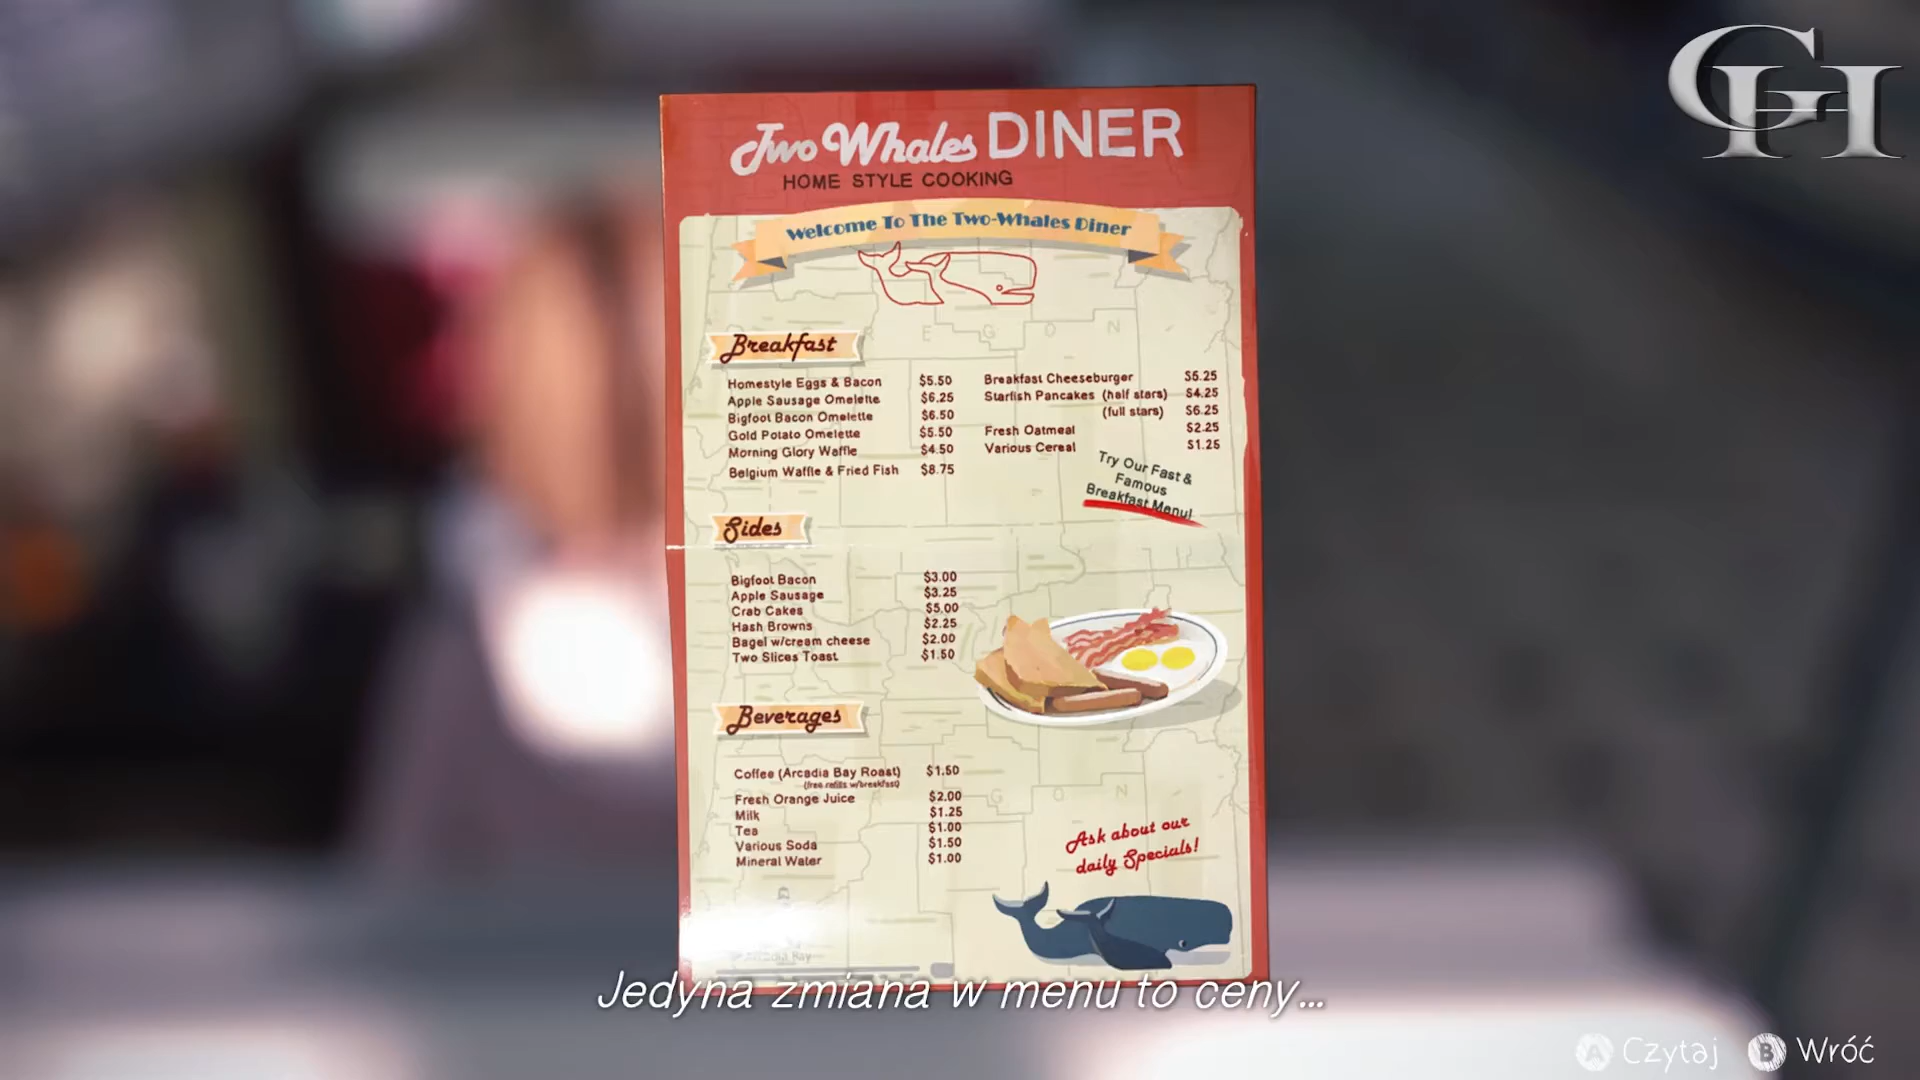 GH
Two Whales DINER
HOME STYLE COOKING
Welcome To The Two-Whales Diner
E G O N
Breakfast
Homestyle Eggs & Bacon $5.50
Apple Sausage Omelette $6.25
Bigfoot Bacon Omelette $6.50
Gold Potato Omelette $5.50
Morning Glory Waffle $4.50
Belgium Waffle & Fried Fish $8.75
Breakfast Cheeseburger $5.25
Starfish Pancakes (half stars) $4.25
(full stars) $6.25
Fresh Oatmeal $2.25
Various Cereal $1.25
Try Our Fast &
Famous
Breakfast Menu!
Sides
Bigfoot Bacon $3.00
Apple Sausage $3.25
Crab Cakes $5.00
Hash Browns $2.25
Bagel w/cream cheese $2.00
Two Slices Toast $1.50
Beverages
Coffee (Arcadia Bay Roast) $1.50
(free refills w/breakfast)
Fresh Orange Juice $2.00
Milk $1.25
Tea $1.00
Various Soda $1.50
Mineral Water $1.00
G O N
Ask about our
daily Specials!
Arcadia Bay
Jedyna zmiana w menu to ceny...
A Czytaj B Wróć